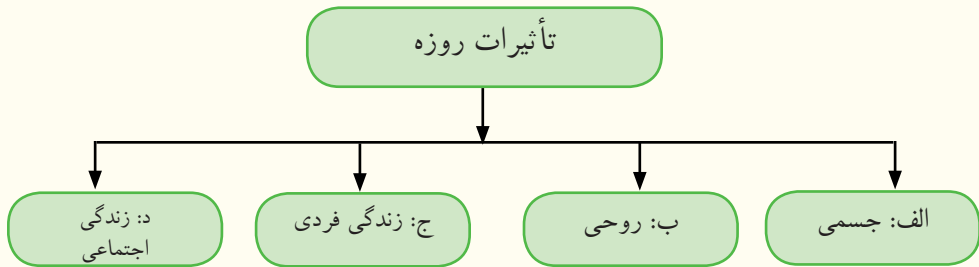 تأثیرات روزه
الف: جسمی
ب: روحی
ج: زندگی فردی
د: زندگی
اجتماعی